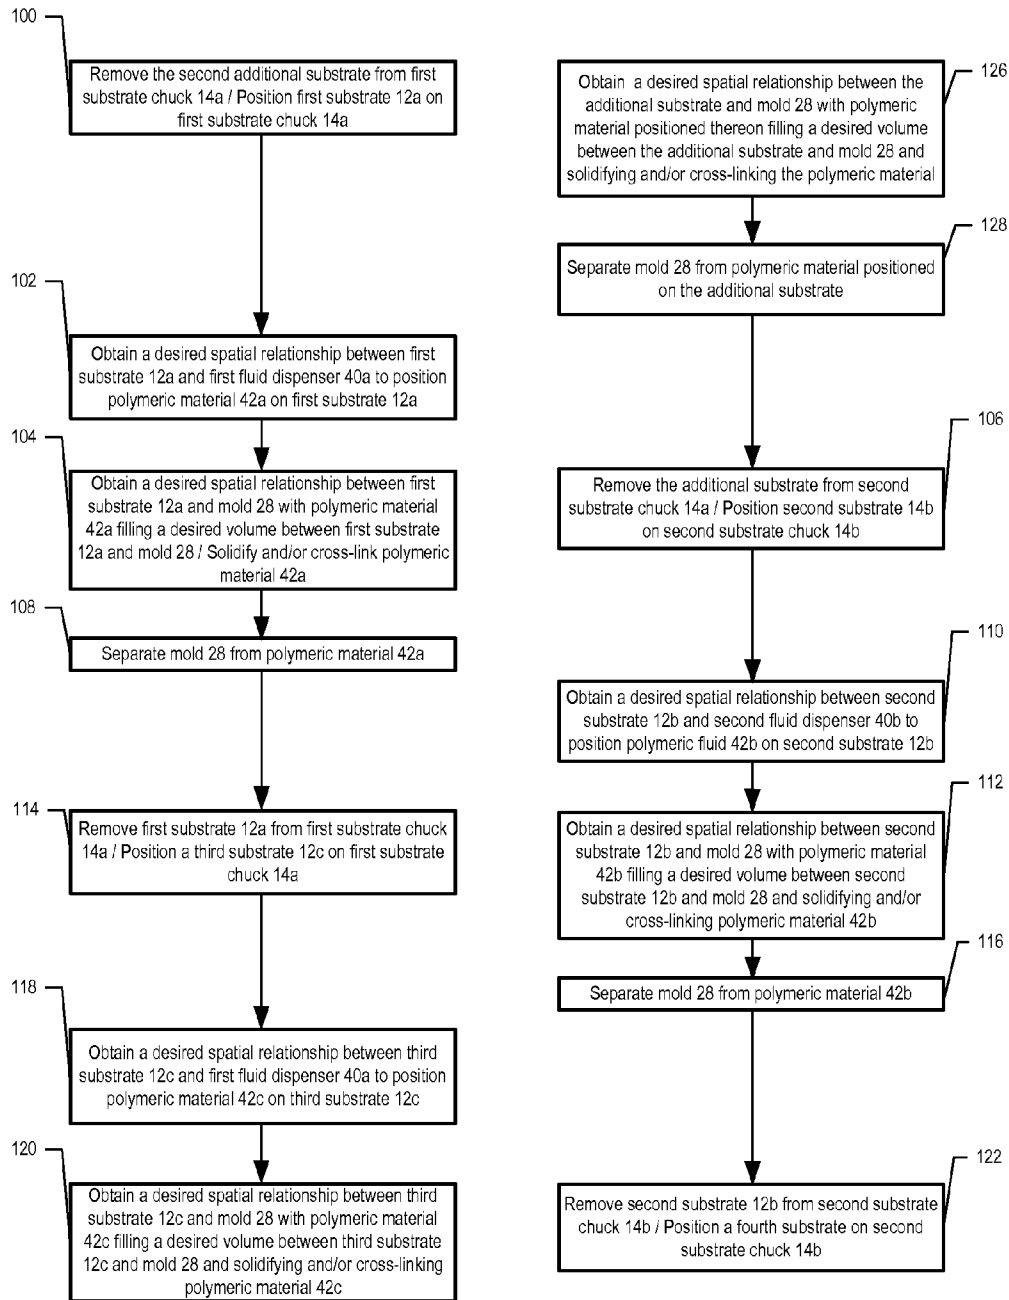 100
Remove the second additional substrate from first
substrate chuck 14a / Position first substrate 12a on
first substrate chuck 14a
102
Obtain a desired spatial relationship between first
substrate 12a and first fluid dispenser 40a to position
polymeric material 42a on first substrate 12a
104
Obtain a desired spatial relationship between first
substrate 12a and mold 28 with polymeric material
42a filling a desired volume between first substrate
12a and mold 28 / Solidify and/or cross-link polymeric
material 42a
108
Separate mold 28 from polymeric material 42a
114
Remove first substrate 12a from first substrate chuck
14a / Position a third substrate 12c on first substrate
chuck 14a
118
Obtain a desired spatial relationship between third
substrate 12c and first fluid dispenser 40a to position
polymeric material 42c on third substrate 12c
120
Obtain a desired spatial relationship between third
substrate 12c and mold 28 with polymeric material
42c filling a desired volume between third substrate
12c and mold 28 and solidifying and/or cross-linking
polymeric material 42c
126
Obtain a desired spatial relationship between the
additional substrate and mold 28 with polymeric
material positioned thereon filling a desired volume
between the additional substrate and mold 28 and
solidifying and/or cross-linking the polymeric material
128
Separate mold 28 from polymeric material positioned
on the additional substrate
106
Remove the additional substrate from second
substrate chuck 14a / Position second substrate 14b
on second substrate chuck 14b
110
Obtain a desired spatial relationship between second
substrate 12b and second fluid dispenser 40b to
position polymeric fluid 42b on second substrate 12b
112
Obtain a desired spatial relationship between second
substrate 12b and mold 28 with polymeric material
42b filling a desired volume between second
substrate 12b and mold 28 and solidifying and/or
cross-linking polymeric material 42b
116
Separate mold 28 from polymeric material 42b
122
Remove second substrate 12b from second substrate
chuck 14b / Position a fourth substrate on second
substrate chuck 14b